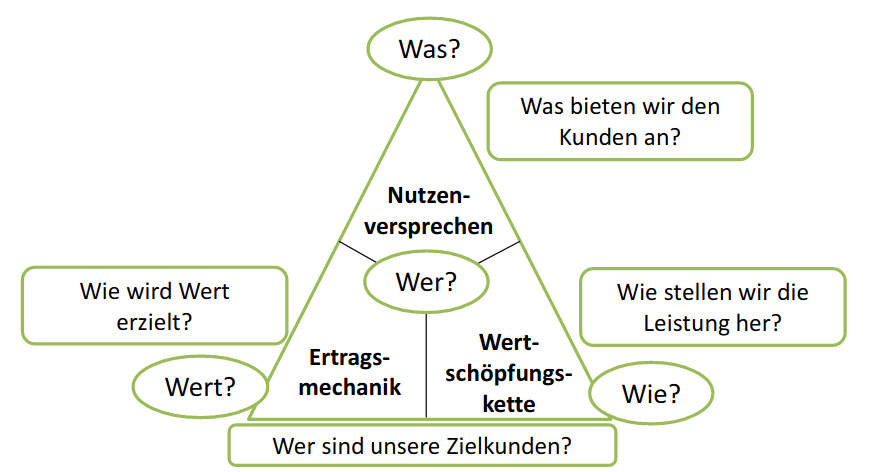 Was?
Was bieten wir den
Kunden an?
Nutzen-
versprechen
Wer?
Wie wird Wert
erzielt?
Wie stellen wir die
Leistung her?
Ertrags-
mechanik
Wert-
schöpfungs-
kette
Wert?
Wie?
Wer sind unsere Zielkunden?